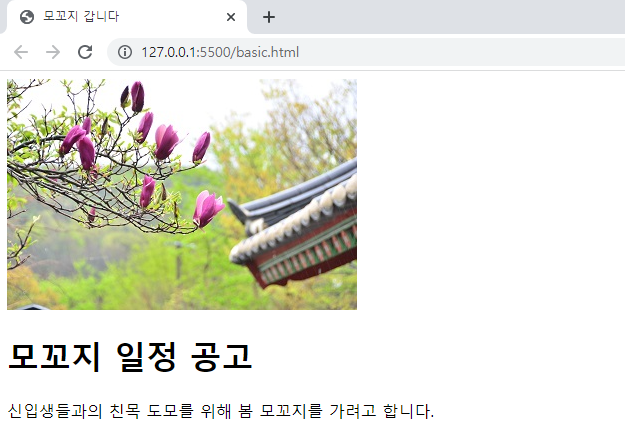 모꼬지 갑니다
127.0.0.1:5500/basic.html
모꼬지 일정 공고
신입생들과의 친목 도모를 위해 봄 모꼬지를 가려고 합니다.